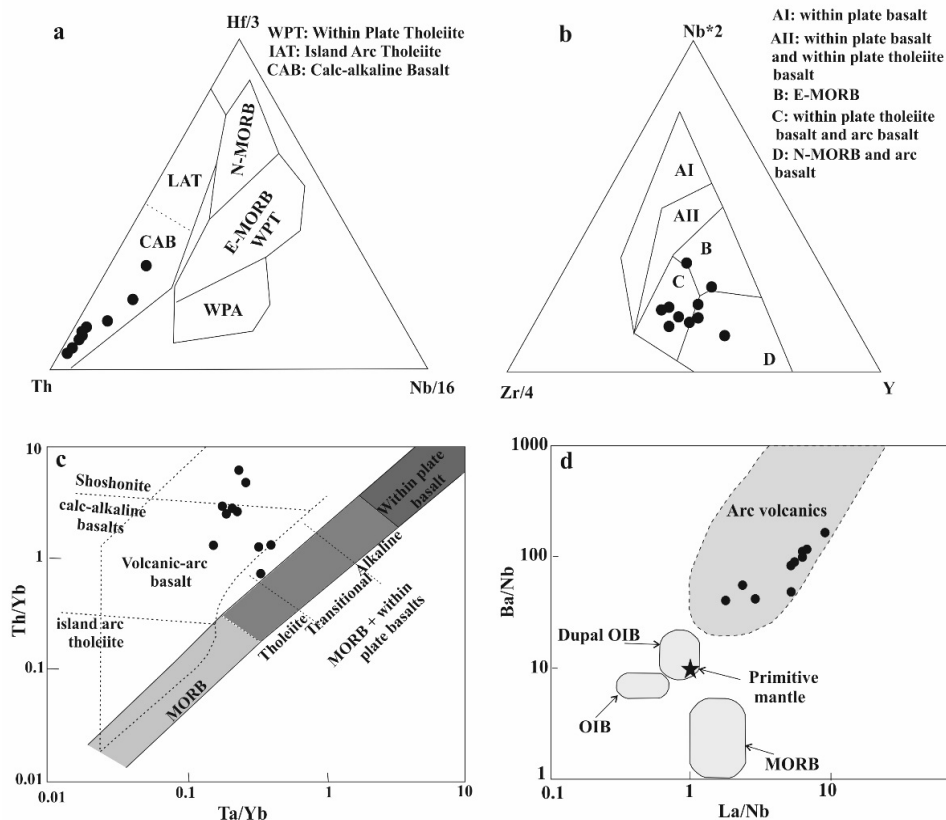 a
Hf/3
WPT: Within Plate Tholeiite
IAT: Island Arc Tholeiite
CAB: Calc-alkaline Basalt
N-MORB
LAT
E-MORB
WPT
CAB
WPA
Th
Nb/16
b
Nb*2
AI: within plate basalt
AII: within plate basalt
and within plate tholeiite
basalt
B: E-MORB
C: within plate tholeiite
basalt and arc basalt
D: N-MORB and arc
basalt
AI
AII
B
C
D
Zr/4
Y
c
10
1
0.1
0.01
Th/Yb
Shoshonite
calc-alkaline
basalts
Volcanic-arc
basalt
island arc
tholeiite
Within plate
basalt
Alkaline
Transitional
Tholeiite
MORB + within
plate basalts
MORB
0.01
0.1
1
10
Ta/Yb
d
1000
100
10
1
Ba/Nb
Arc volcanics
Dupal OIB
Primitive
mantle
OIB
MORB
0.1
1
10
La/Nb